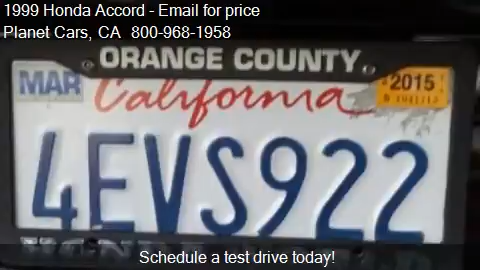 1999 Honda Accord - Email for price
Planet Cars, CA  800-968-1958
ORANGE COUNTY
MAR California 2015
4EVS922
Schedule a test drive today!